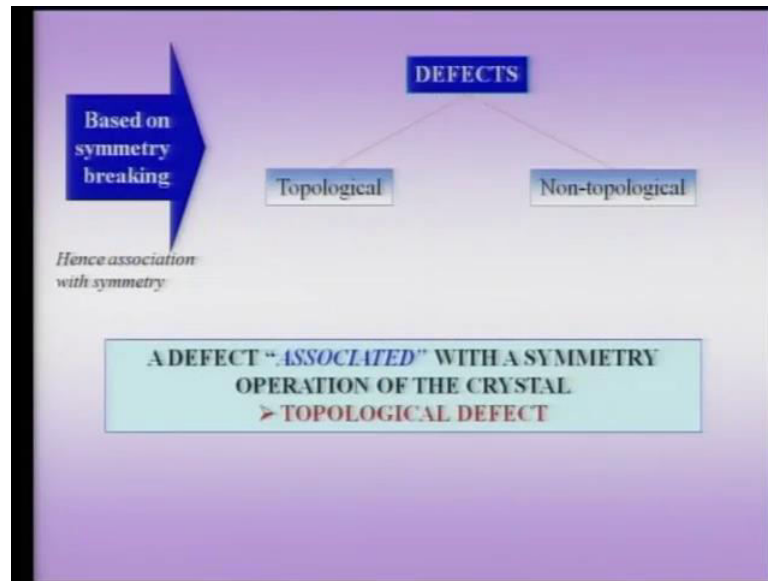 DEFECTS
Based on
symmetry
breaking
Topological
Non-topological
Hence association
with symmetry
A DEFECT “ASSOCIATED” WITH A SYMMETRY
OPERATION OF THE CRYSTAL
➢ TOPOLOGICAL DEFECT